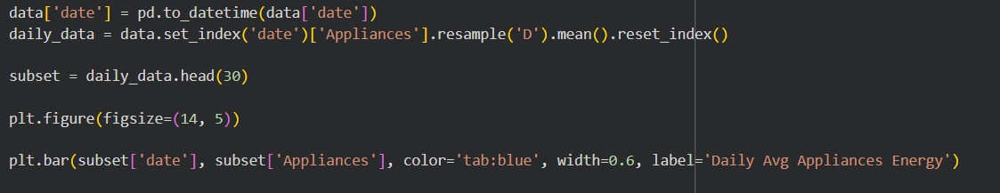 data['date'] = pd.to_datetime(data['date'])
daily_data = data.set_index('date')['Appliances'].resample('D').mean().reset_index()
subset = daily_data.head(30)
plt.figure(figsize=(14, 5))
plt.bar(subset['date'], subset['Appliances'], color='tab:blue', width=0.6, label='Daily Avg Appliances Energy')